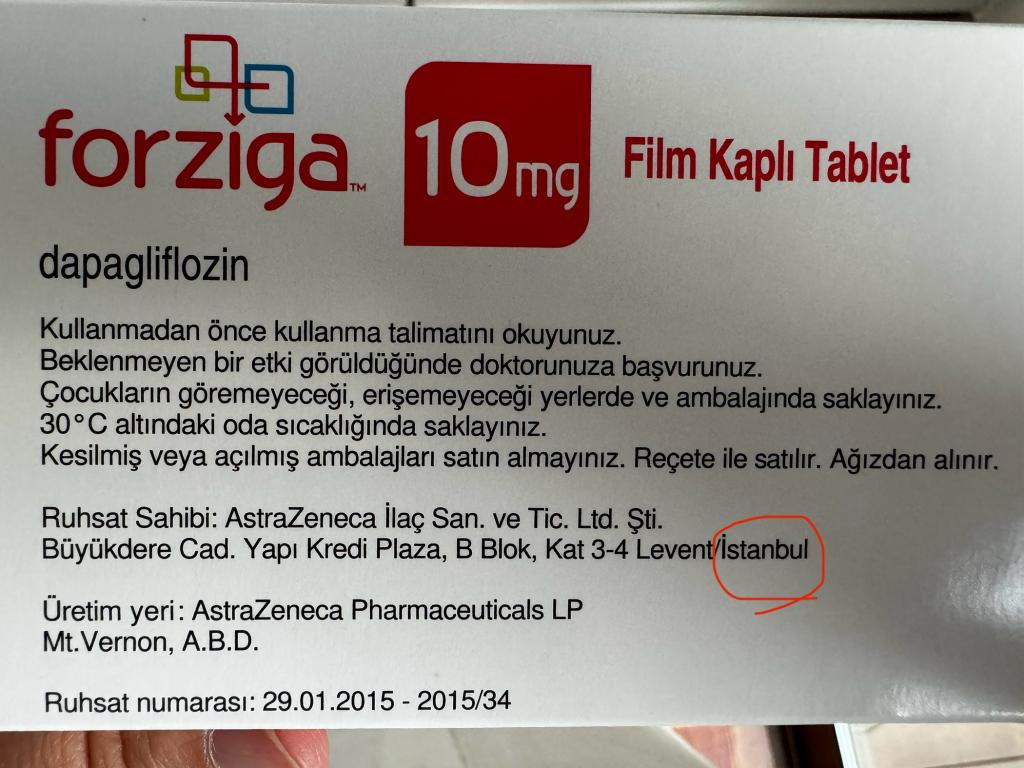 forziga™ 10mg Film Kaplı Tablet
dapagliflozin
Kullanmadan önce kullanma talimatını okuyunuz.
Beklenmeyen bir etki görüldüğünde doktorunuza başvurunuz.
Çocukların göremeyeceği, erişemeyeceği yerlerde ve ambalajında saklayınız.
30°C altındaki oda sıcaklığında saklayınız.
Kesilmiş veya açılmış ambalajları satın almayınız. Reçete ile satılır. Ağızdan alınır.
Ruhsat Sahibi: AstraZeneca İlaç San. ve Tic. Ltd. Şti.
Büyükdere Cad. Yapı Kredi Plaza, B Blok, Kat 3-4 Levent/İstanbul
Üretim yeri: AstraZeneca Pharmaceuticals LP
Mt.Vernon, A.B.D.
Ruhsat numarası: 29.01.2015 - 2015/34